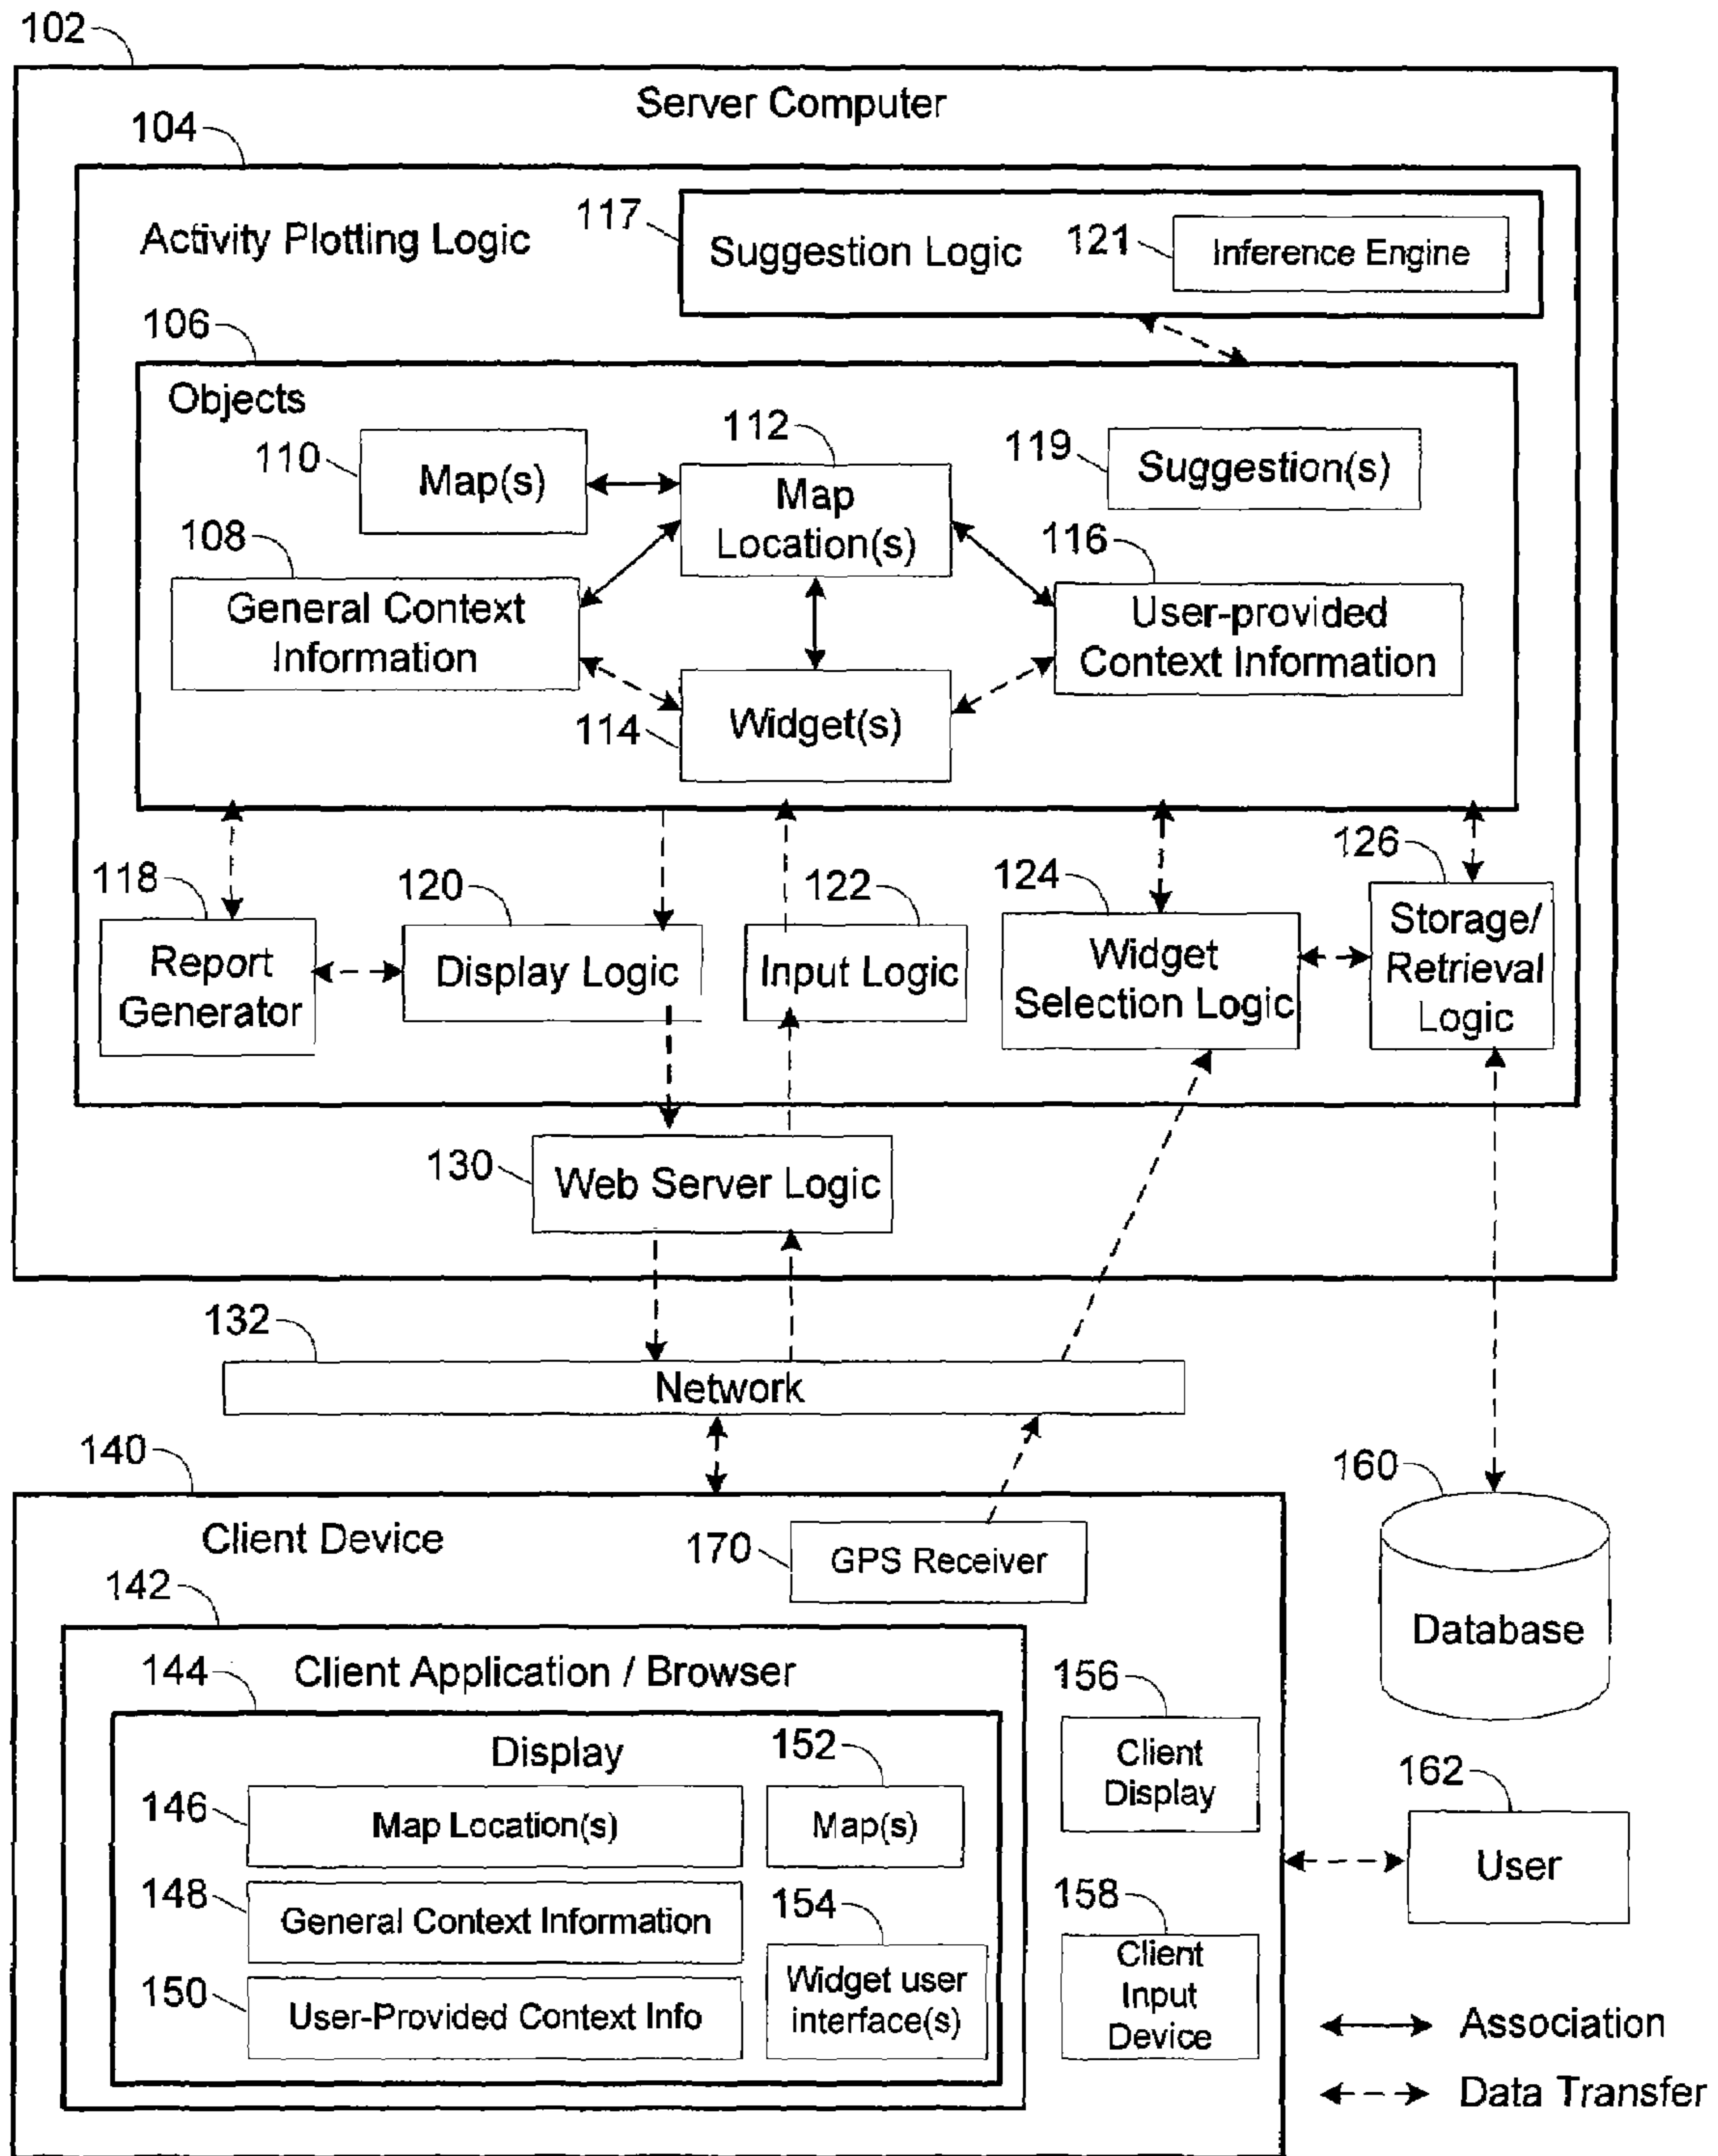 102
Server Computer
104
Activity Plotting Logic
117
Suggestion Logic
121
Inference Engine
106
Objects
110
Map(s)
112
Map
Location(s)
119
Suggestion(s)
108
General Context
Information
116
User-provided
Context Information
114
Widget(s)
118
Report
Generator
120
Display Logic
122
Input Logic
124
Widget
Selection Logic
126
Storage/
Retrieval
Logic
130
Web Server Logic
132
Network
140
Client Device
170
GPS Receiver
160
Database
142
Client Application / Browser
144
Display
146
Map Location(s)
152
Map(s)
148
General Context Information
154
Widget user
interface(s)
150
User-Provided Context Info
156
Client
Display
158
Client
Input
Device
162
User
Association
Data Transfer